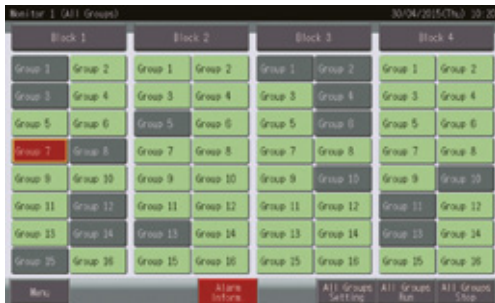 Monitor 1 (All Groups) 30/04/2015(Thu) 10:20
Block 1 Block 2 Block 3 Block 4
Group 1 Group 2 Group 1 Group 2 Group 1 Group 2 Group 1 Group 2
Group 3 Group 4 Group 3 Group 4 Group 3 Group 4 Group 3 Group 4
Group 5 Group 6 Group 5 Group 6 Group 5 Group 6 Group 5 Group 6
Group 7 Group 8 Group 7 Group 8 Group 7 Group 8 Group 7 Group 8
Group 9 Group 10 Group 9 Group 10 Group 9 Group 10 Group 9 Group 10
Group 11 Group 12 Group 11 Group 12 Group 11 Group 12 Group 11 Group 12
Group 13 Group 14 Group 13 Group 14 Group 13 Group 14 Group 13 Group 14
Group 15 Group 16 Group 15 Group 16 Group 15 Group 16 Group 15 Group 16
Menu Alarm Inform All Groups Setting All Groups Run All Groups Stop